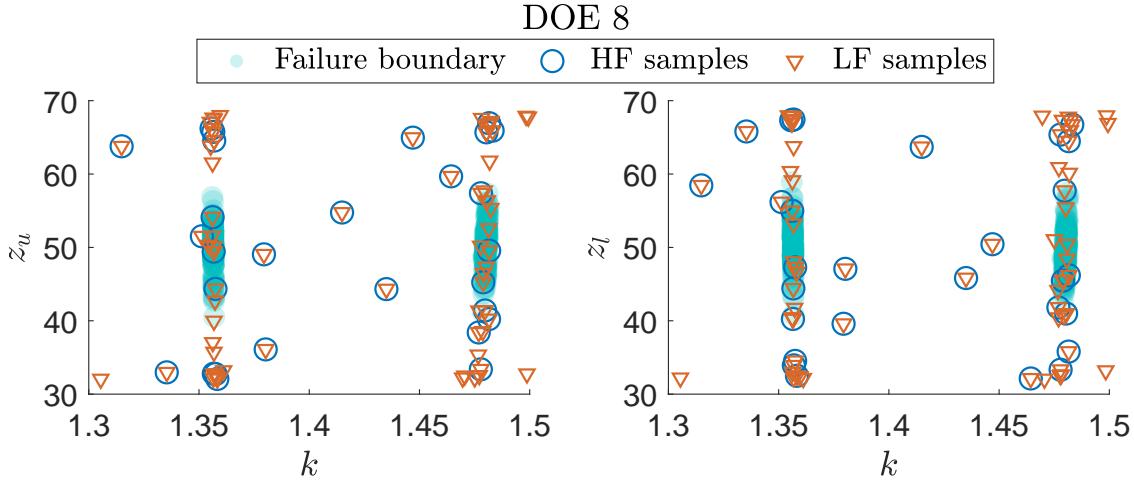 DOE 8
Failure boundary HF samples LF samples
70 70
60 60
50 50
40 40
30 30
z_u z_l
1.3 1.35 1.4 1.45 1.5 1.3 1.35 1.4 1.45 1.5
k k